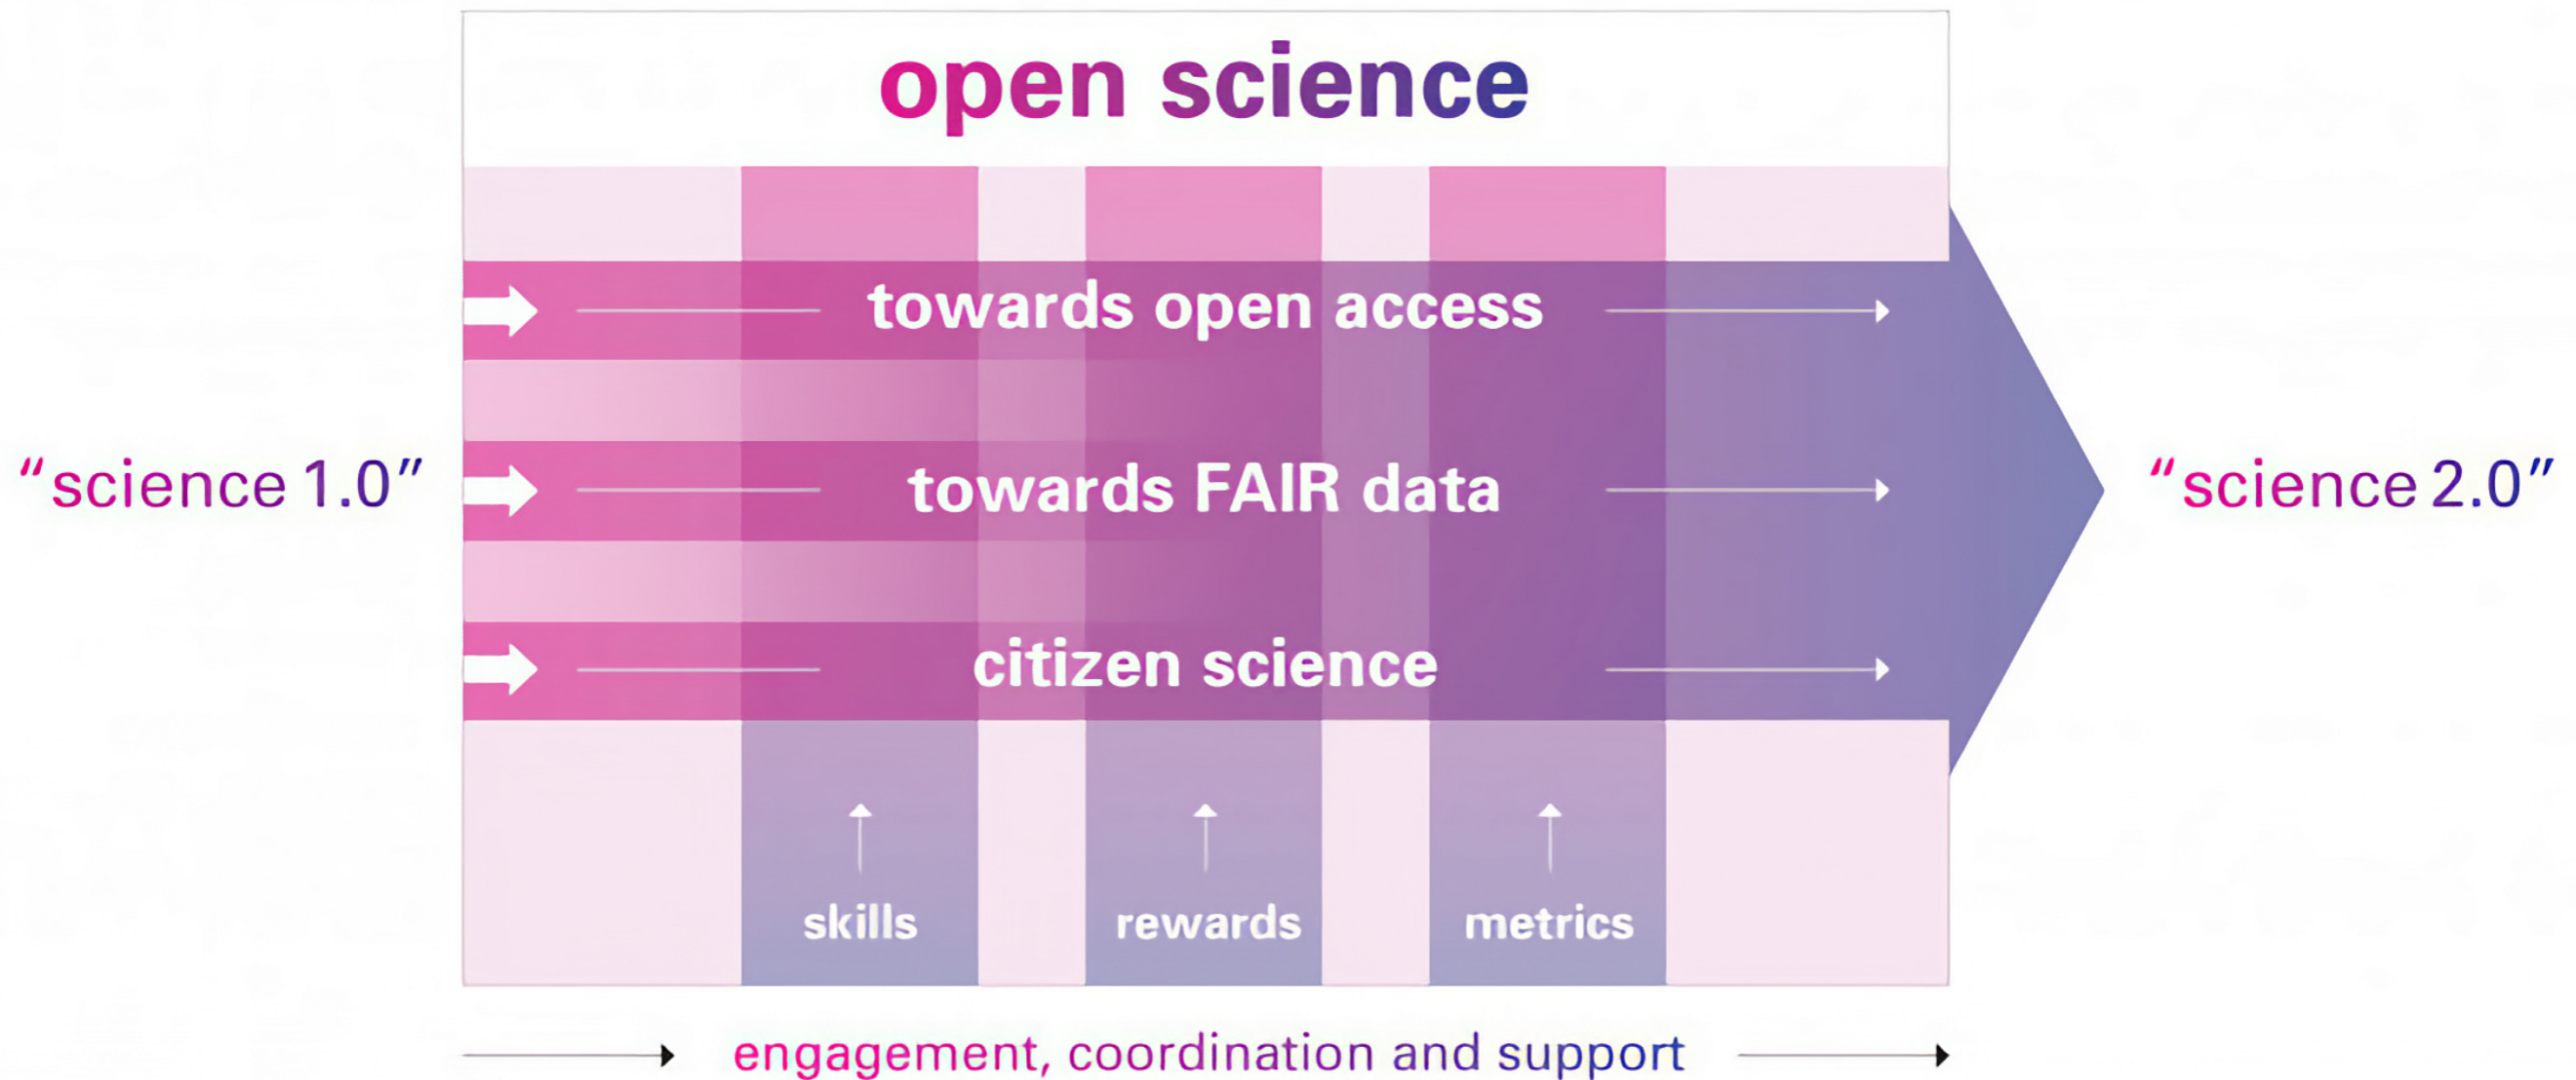 open science
towards open access
“science 1.0”
towards FAIR data
“science 2.0”
citizen science
skills
rewards
metrics
engagement, coordination and support